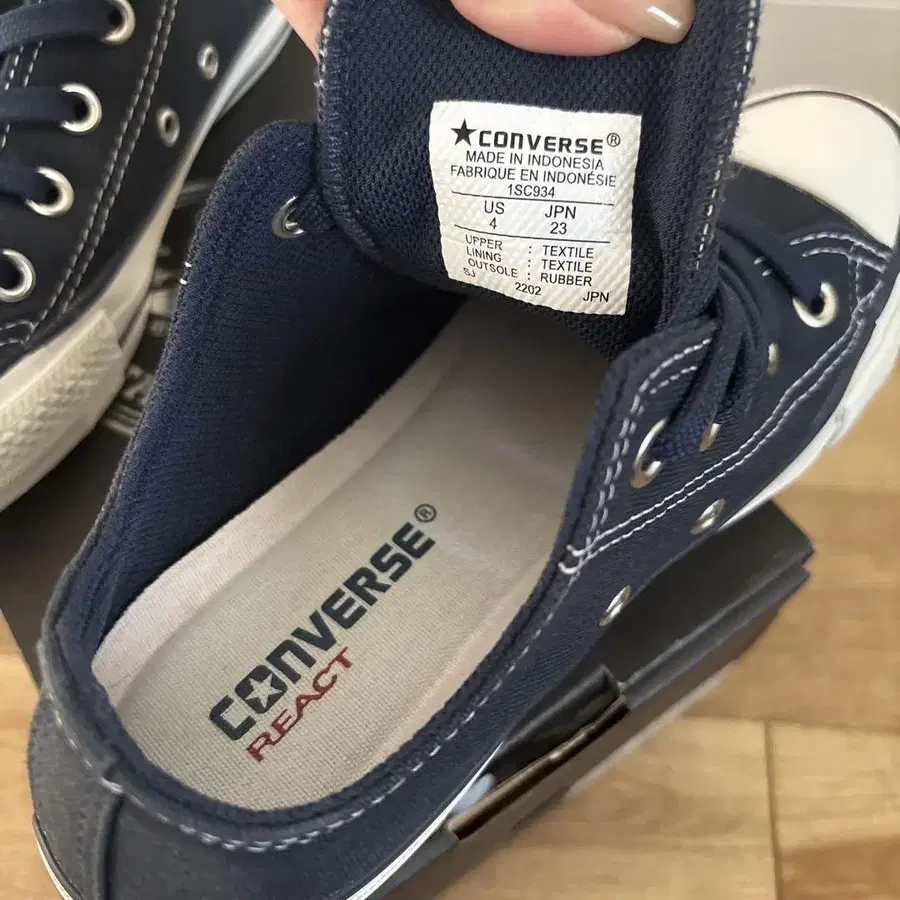 ★CONVERSE®
MADE IN INDONESIA
FABRIQUE EN INDONÉSIE
1SC934
US JPN
4 23
UPPER : TEXTILE
LINING : TEXTILE
OUTSOLE : RUBBER
SJ 2202 JPN
CONVERSE®
REACT